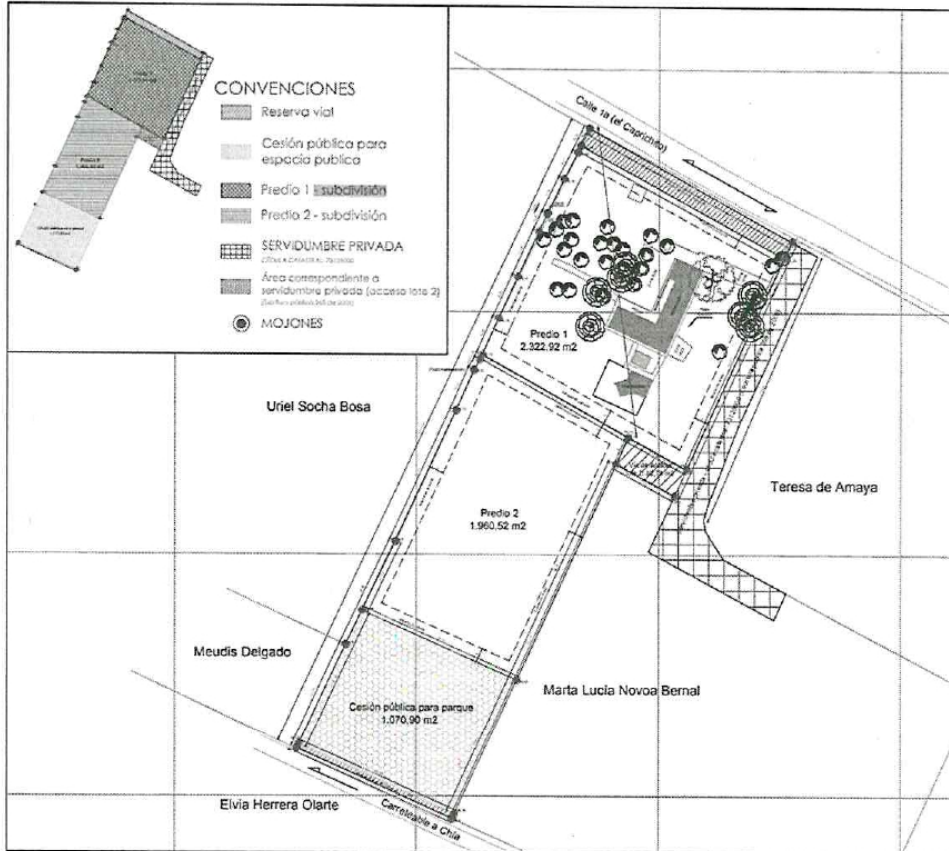 CONVENCIONES
Reserva vial
Cesión pública para
espacio publica
Predio 1 - subdivisión
Predio 2 - subdivisión
SERVIDUMBRE PRIVADA
Área correspondiente a
servidumbre privada (acceso lote 2)
MOJONES
Calle 1a (el Caprichito)
Predio 1
2.322,92 m2
Uriel Socha Bosa
Teresa de Amaya
Predio 2
1.960,52 m2
Meudis Delgado
Marta Lucia Novoa Bernal
Cesión pública para parque
1.070,90 m2
Elvia Herrera Olarte
Carreteable a Chía